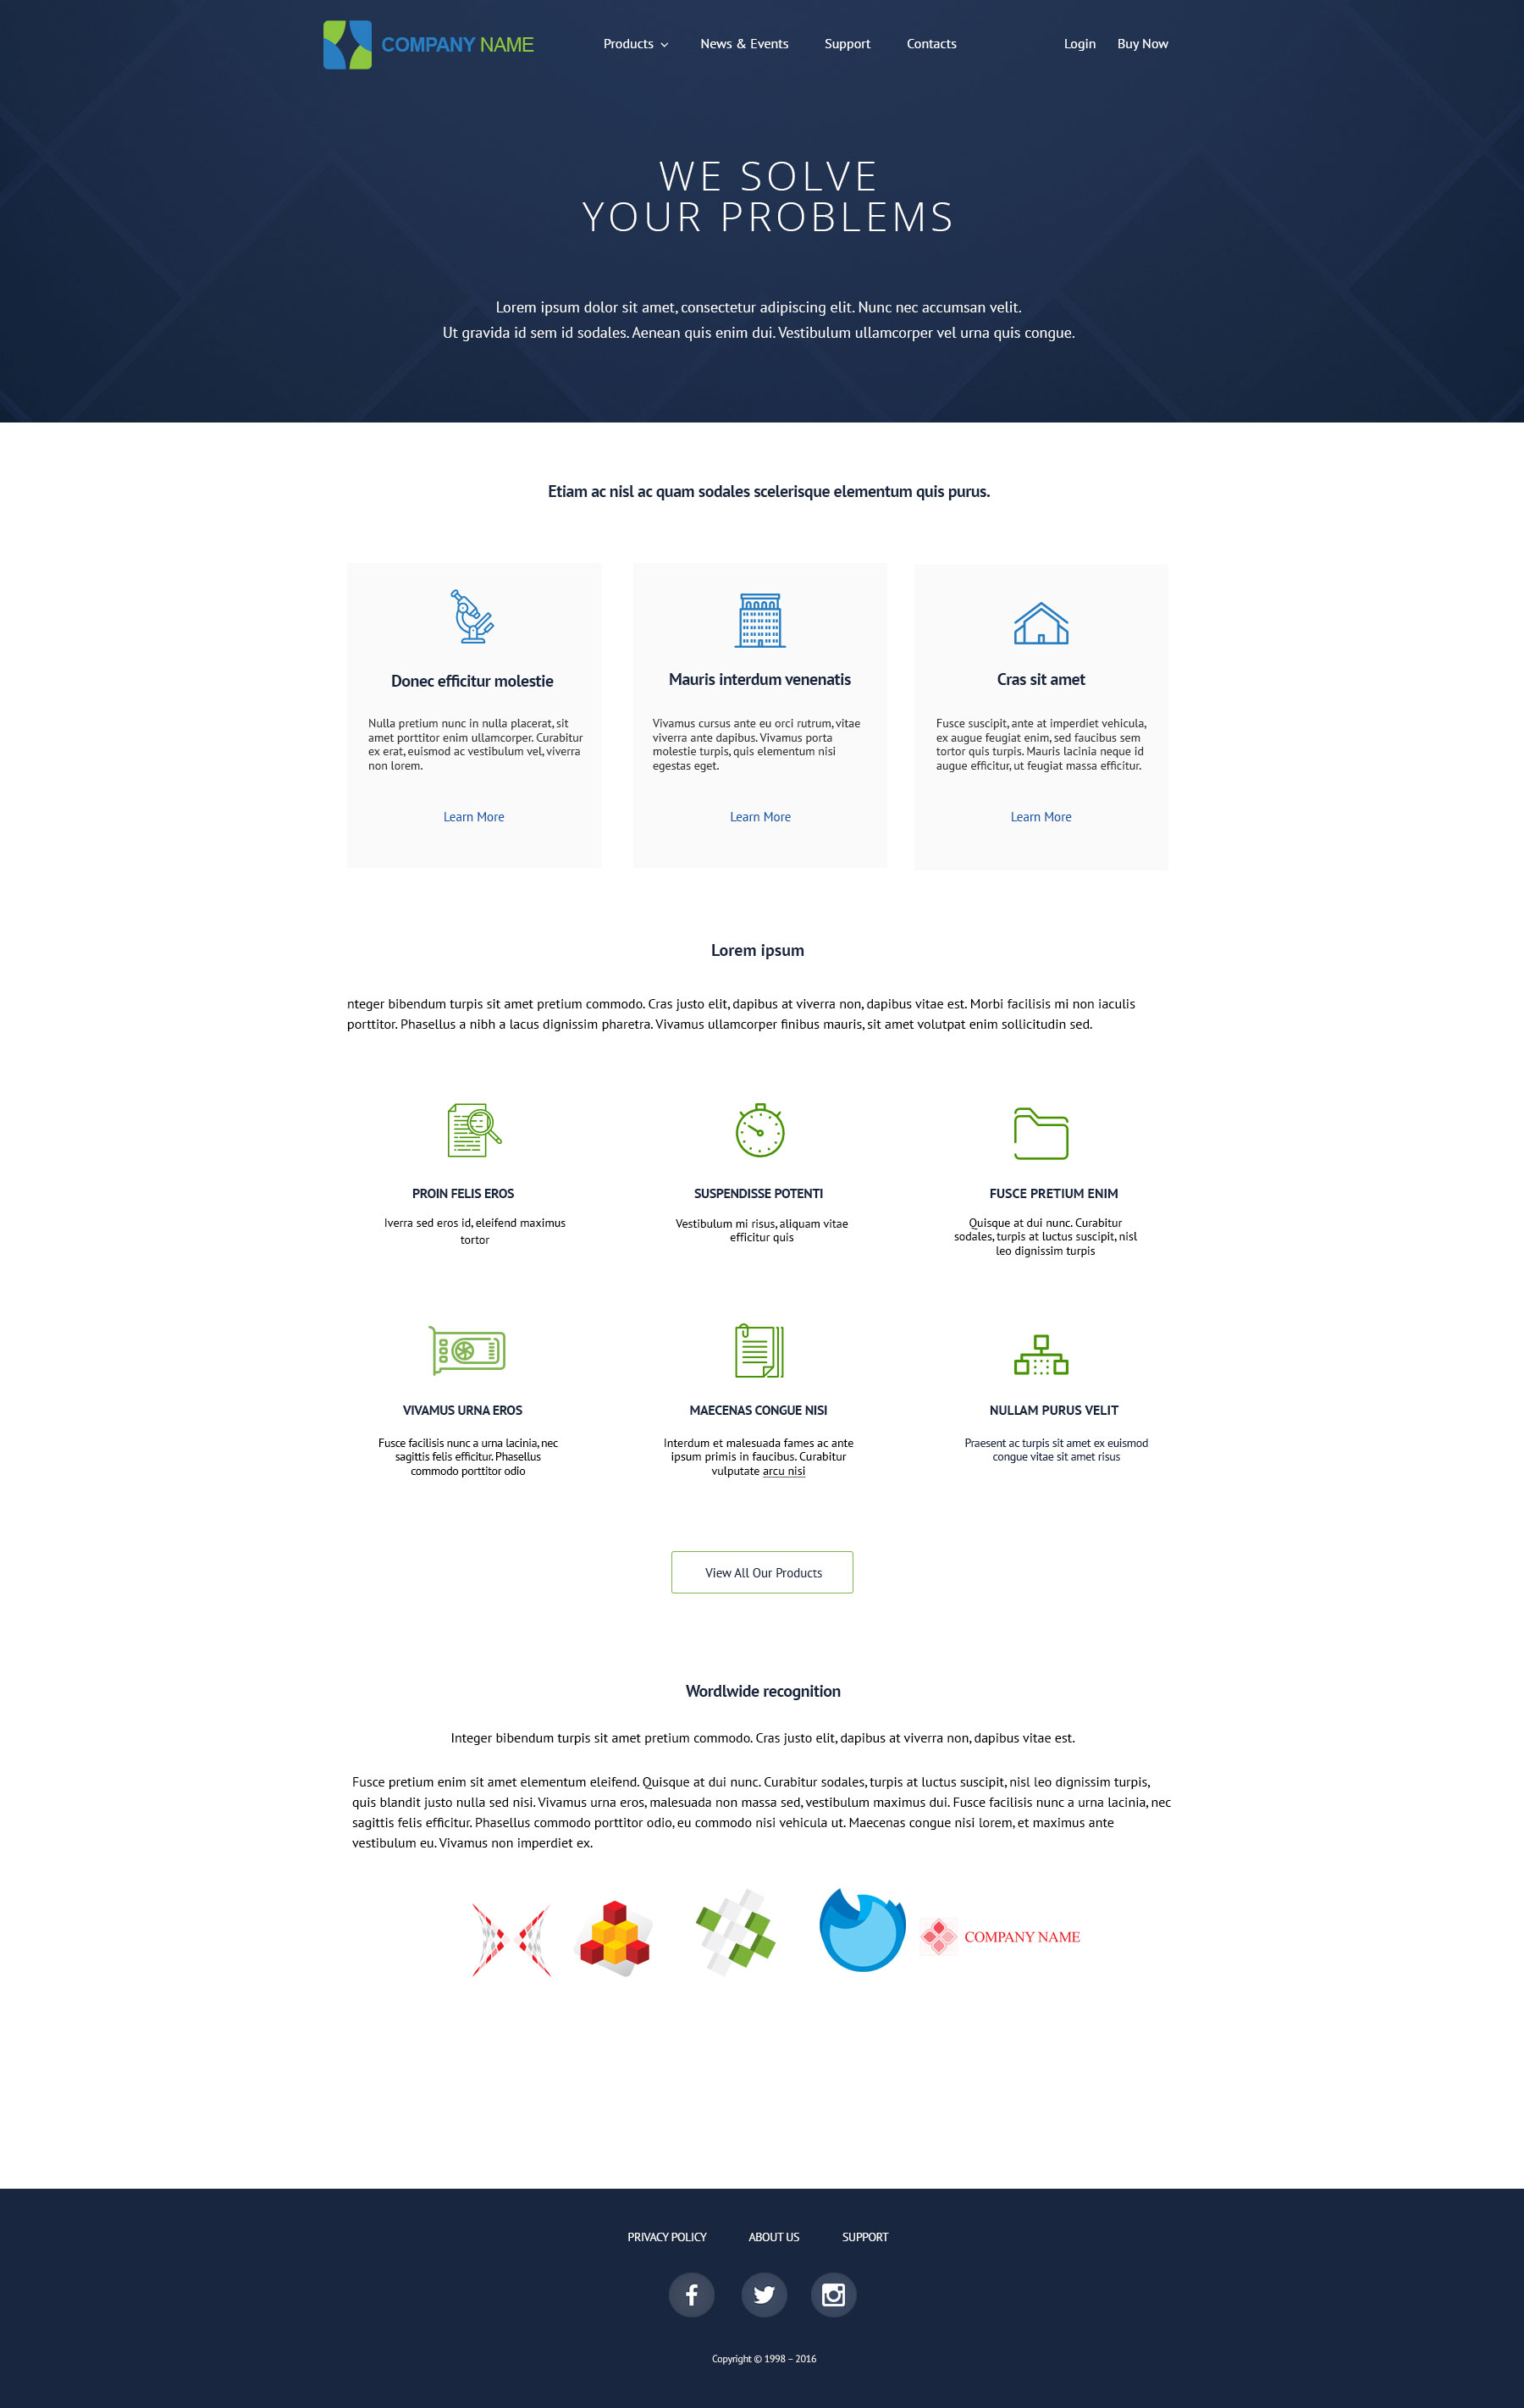 COMPANY NAME
Products
News & Events
Support
Contacts
Login
Buy Now
WE SOLVE
YOUR PROBLEMS
Lorem ipsum dolor sit amet, consectetur adipiscing elit. Nunc nec accumsan velit.
Ut gravida id sem id sodales. Aenean quis enim dui. Vestibulum ullamcorper vel urna quis congue.
Etiam ac nisl ac quam sodales scelerisque elementum quis purus.
Donec efficitur molestie
Nulla pretium nunc in nulla placerat, sit
amet porttitor enim ullamcorper. Curabitur
ex erat, euismod ac vestibulum vel, viverra
non lorem.
Learn More
Mauris interdum venenatis
Vivamus cursus ante eu orci rutrum, vitae
viverra ante dapibus. Vivamus porta
molestie turpis, quis elementum nisi
egestas eget.
Learn More
Cras sit amet
Fusce suscipit, ante at imperdiet vehicula,
ex augue feugiat enim, sed faucibus sem
tortor quis turpis. Mauris lacinia neque id
augue efficitur, ut feugiat massa efficitur.
Learn More
Lorem ipsum
nteger bibendum turpis sit amet pretium commodo. Cras justo elit, dapibus at viverra non, dapibus vitae est. Morbi facilisis mi non iaculis
porttitor. Phasellus a nibh a lacus dignissim pharetra. Vivamus ullamcorper finibus mauris, sit amet volutpat enim sollicitudin sed.
PROIN FELIS EROS
Iverra sed eros id, eleifend maximus
tortor
SUSPENDISSE POTENTI
Vestibulum mi risus, aliquam vitae
efficitur quis
FUSCE PRETIUM ENIM
Quisque at dui nunc. Curabitur
sodales, turpis at luctus suscipit, nisl
leo dignissim turpis
VIVAMUS URNA EROS
Fusce facilisis nunc a urna lacinia, nec
sagittis felis efficitur. Phasellus
commodo porttitor odio
MAECENAS CONGUE NISI
Interdum et malesuada fames ac ante
ipsum primis in faucibus. Curabitur
vulputate arcu nisi
NULLAM PURUS VELIT
Praesent ac turpis sit amet ex euismod
congue vitae sit amet risus
View All Our Products
Wordlwide recognition
Integer bibendum turpis sit amet pretium commodo. Cras justo elit, dapibus at viverra non, dapibus vitae est.
Fusce pretium enim sit amet elementum eleifend. Quisque at dui nunc. Curabitur sodales, turpis at luctus suscipit, nisl leo dignissim turpis,
quis blandit justo nulla sed nisi. Vivamus urna eros, malesuada non massa sed, vestibulum maximus dui. Fusce facilisis nunc a urna lacinia, nec
sagittis felis efficitur. Phasellus commodo porttitor odio, eu commodo nisi vehicula ut. Maecenas congue nisi lorem, et maximus ante
vestibulum eu. Vivamus non imperdiet ex.
COMPANY NAME
PRIVACY POLICY
ABOUT US
SUPPORT
Copyright © 1998 – 2016